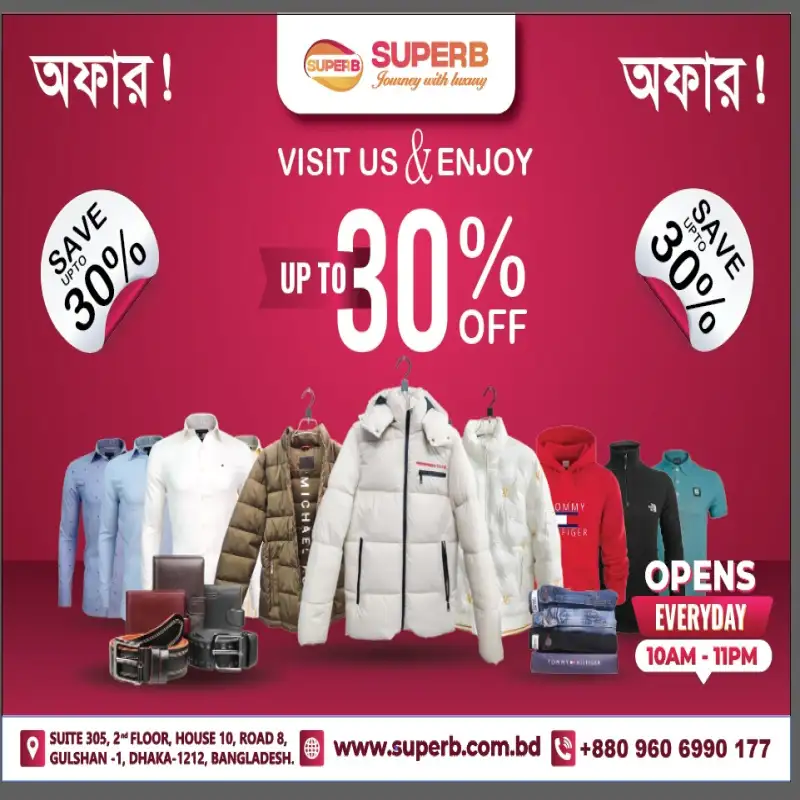 অফার !
SUPERB
SUPERB
Journey with luxury
অফার !
VISIT US & ENJOY
SAVE
UPTO
30%
UP TO 30% OFF
SAVE
UPTO
30%
MICHAEL
TOMMY
HILFIGER
TOMMY HILFIGER
OPENS
EVERYDAY
10AM - 11PM
SUITE 305, 2nd FLOOR, HOUSE 10, ROAD 8,
GULSHAN -1, DHAKA-1212, BANGLADESH.
www.superb.com.bd
+880 960 6990 177